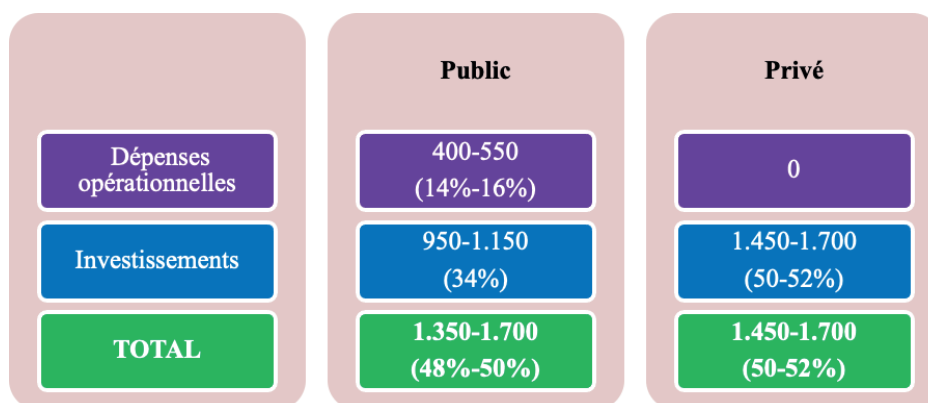 Public
Privé
Dépenses
opérationnelles
400-550
(14%-16%)
0
Investissements
950-1.150
(34%)
1.450-1.700
(50-52%)
TOTAL
1.350-1.700
(48%-50%)
1.450-1.700
(50-52%)